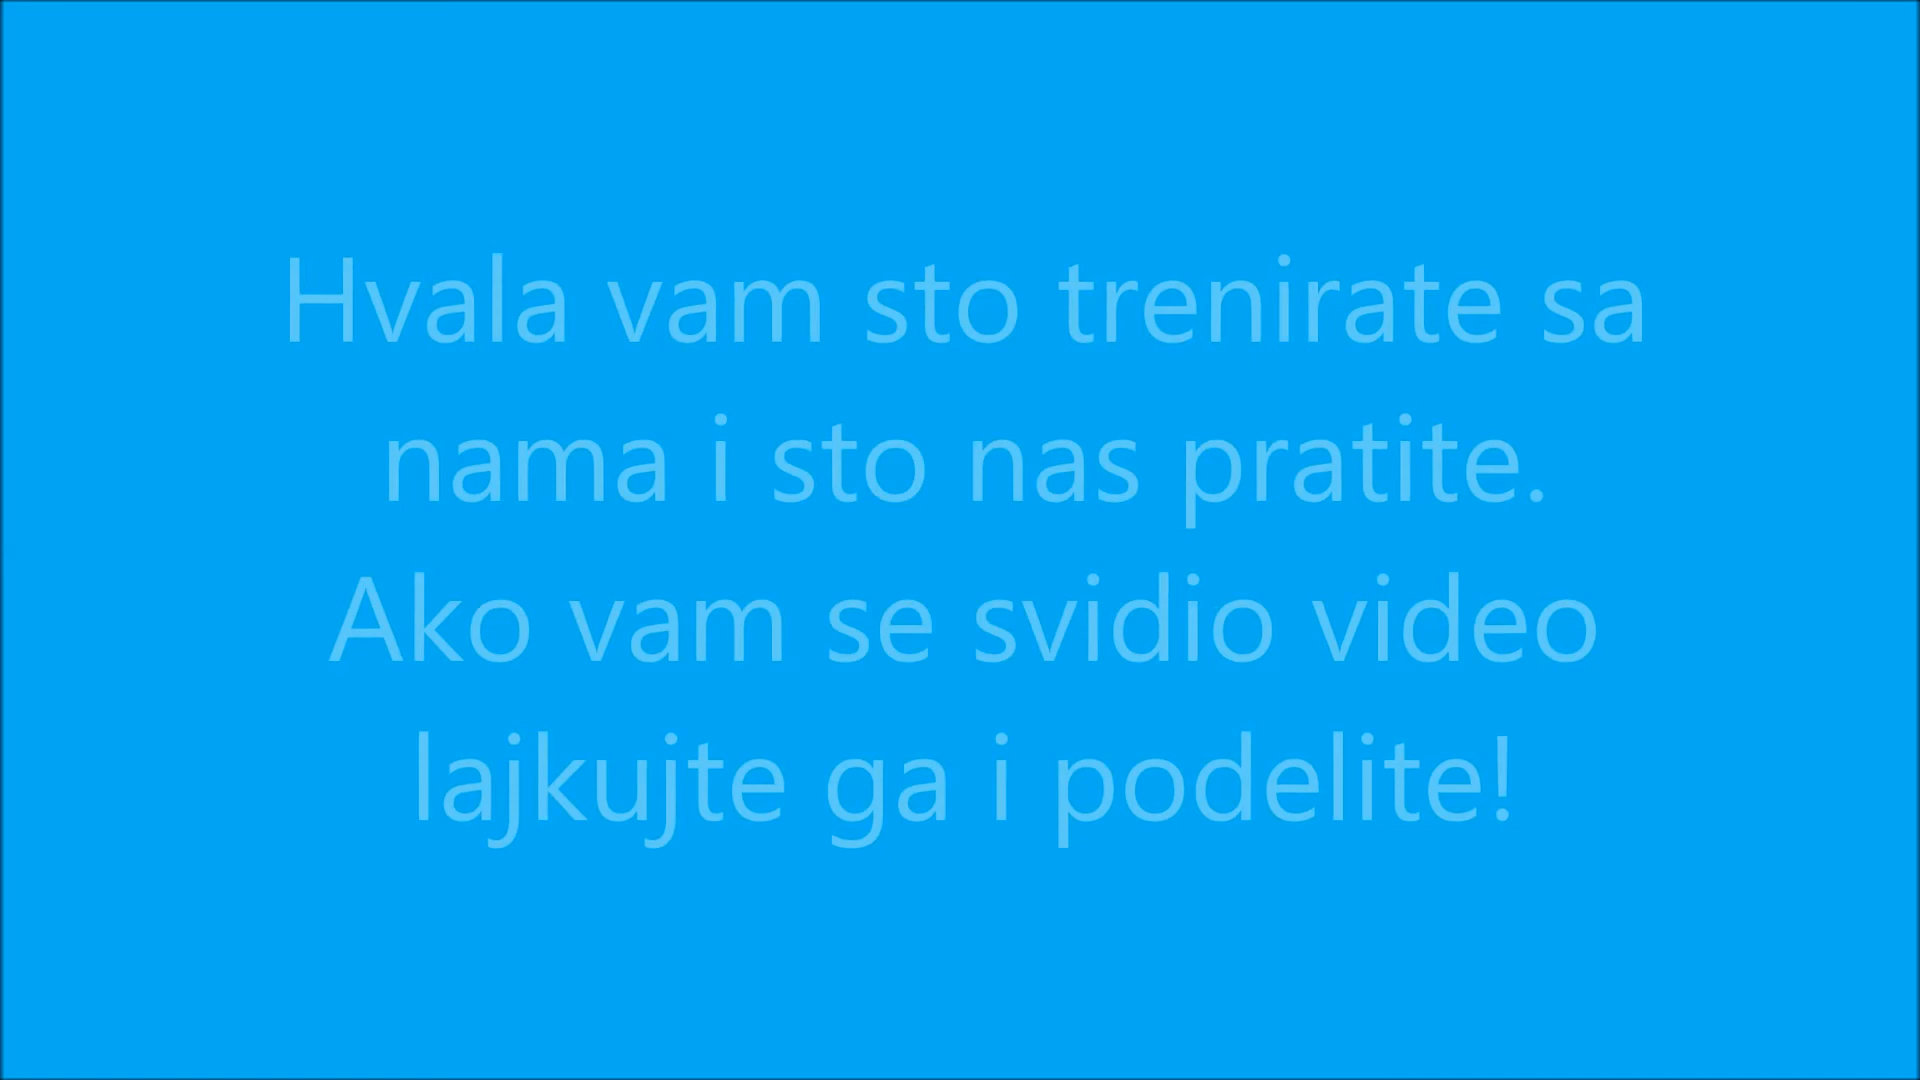 Hvala vam sto trenirate sa
nama i sto nas pratite.
Ako vam se svidio video
lajkujte ga i podelite!